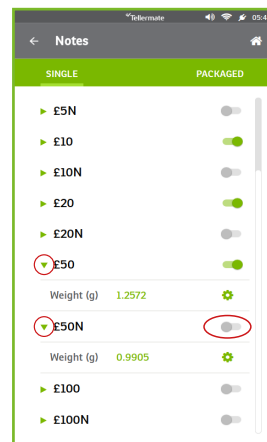 Tellermate 05:4
Notes
SINGLE PACKAGED
£5N
£10
£10N
£20
£20N
£50
Weight (g) 1.2572
£50N
Weight (g) 0.9905
£100
£100N